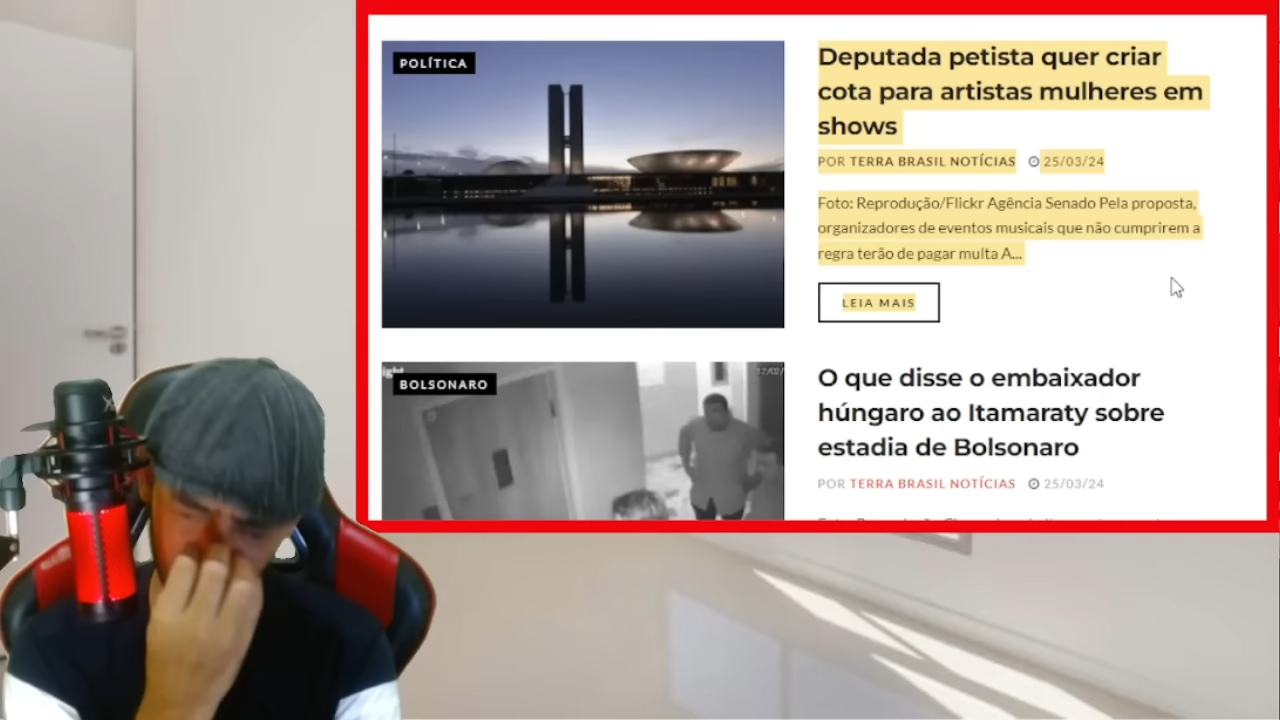 POLÍTICA
Deputada petista quer criar
cota para artistas mulheres em
shows
POR TERRA BRASIL NOTÍCIAS 25/03/24
Foto: Reprodução/Flickr Agência Senado Pela proposta,
organizadores de eventos musicais que não cumprirem a
regra terão de pagar multa A...
LEIA MAIS
BOLSONARO
O que disse o embaixador
húngaro ao Itamaraty sobre
estadia de Bolsonaro
POR TERRA BRASIL NOTÍCIAS 25/03/24